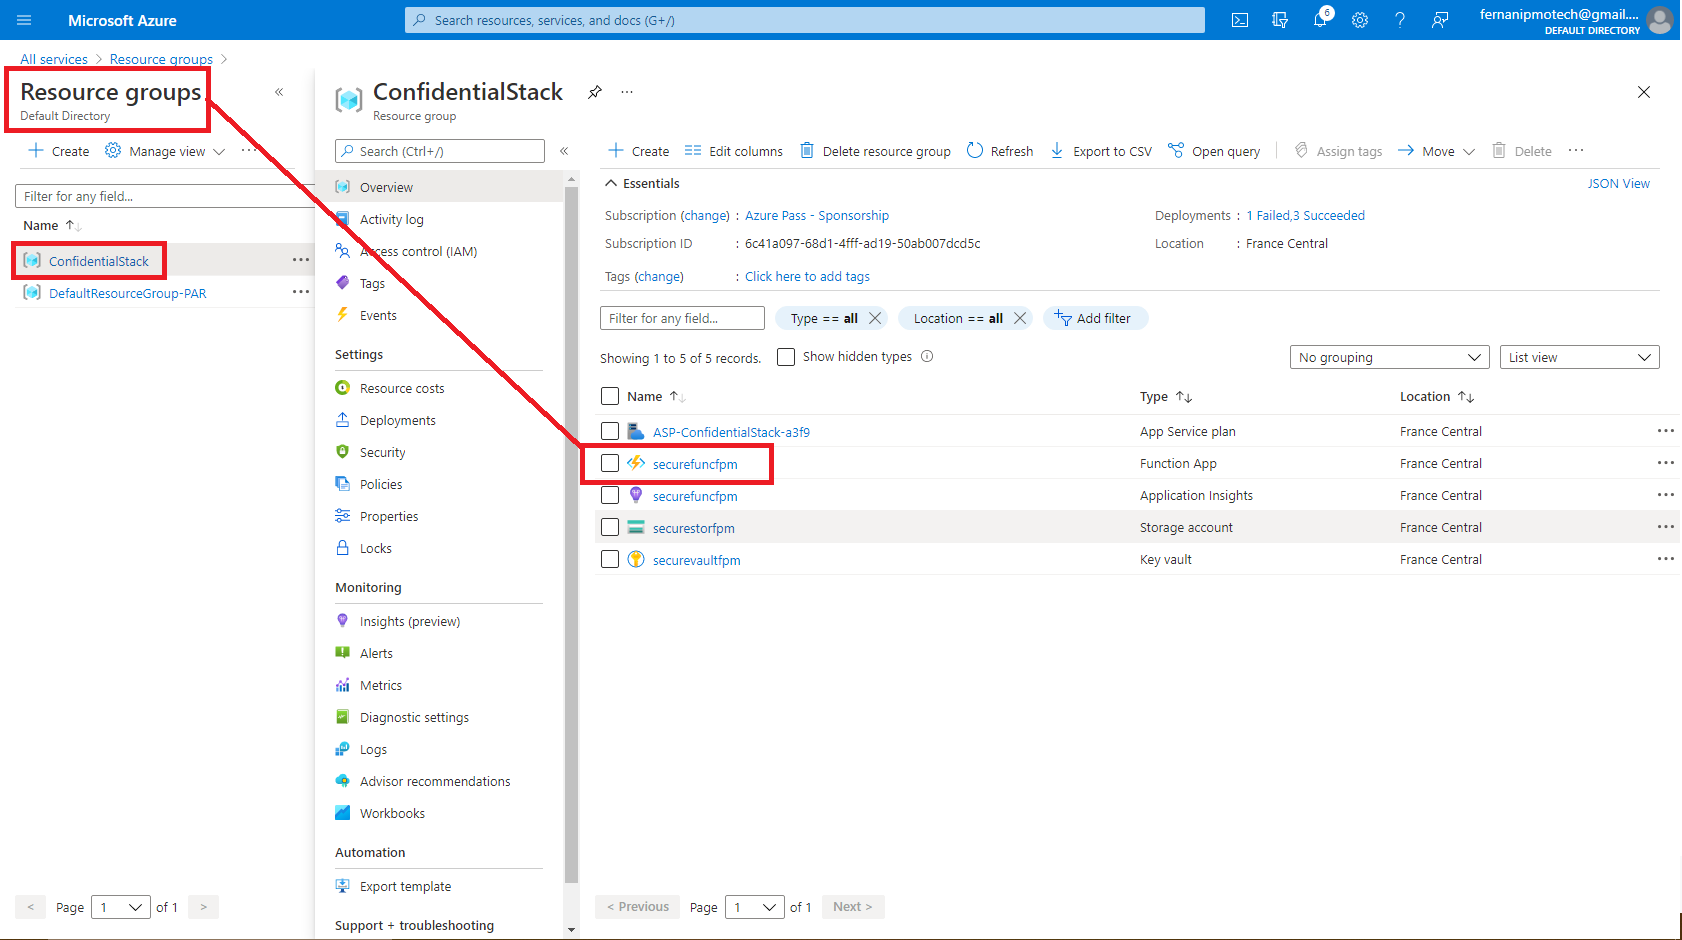 Microsoft Azure
Search resources, services, and docs (G+/)
6
fernanipmotech@gmail....
DEFAULT DIRECTORY
All services > Resource groups >
Resource groups
Default Directory
Create
Manage view
Filter for any field...
Name
ConfidentialStack
DefaultResourceGroup-PAR
< Page 1 of 1 >
ConfidentialStack
Resource group
Search (Ctrl+/)
Overview
Activity log
Access control (IAM)
Tags
Events
Settings
Resource costs
Deployments
Security
Policies
Properties
Locks
Monitoring
Insights (preview)
Alerts
Metrics
Diagnostic settings
Logs
Advisor recommendations
Workbooks
Automation
Export template
Support + troubleshooting
Create
Edit columns
Delete resource group
Refresh
Export to CSV
Open query
Assign tags
Move
Delete
Essentials
JSON View
Subscription (change) : Azure Pass - Sponsorship
Deployments : 1 Failed,3 Succeeded
Subscription ID : 6c41a097-68d1-4fff-ad19-50ab007dcd5c
Location : France Central
Tags (change) : Click here to add tags
Filter for any field...
Type == all
Location == all
Add filter
Showing 1 to 5 of 5 records.
Show hidden types
No grouping
List view
Name Type Location
ASP-ConfidentialStack-a3f9 App Service plan France Central
securefuncfpm Function App France Central
securefuncfpm Application Insights France Central
securestorfpm Storage account France Central
securevaultfpm Key vault France Central
< Previous Page 1 of 1 Next >